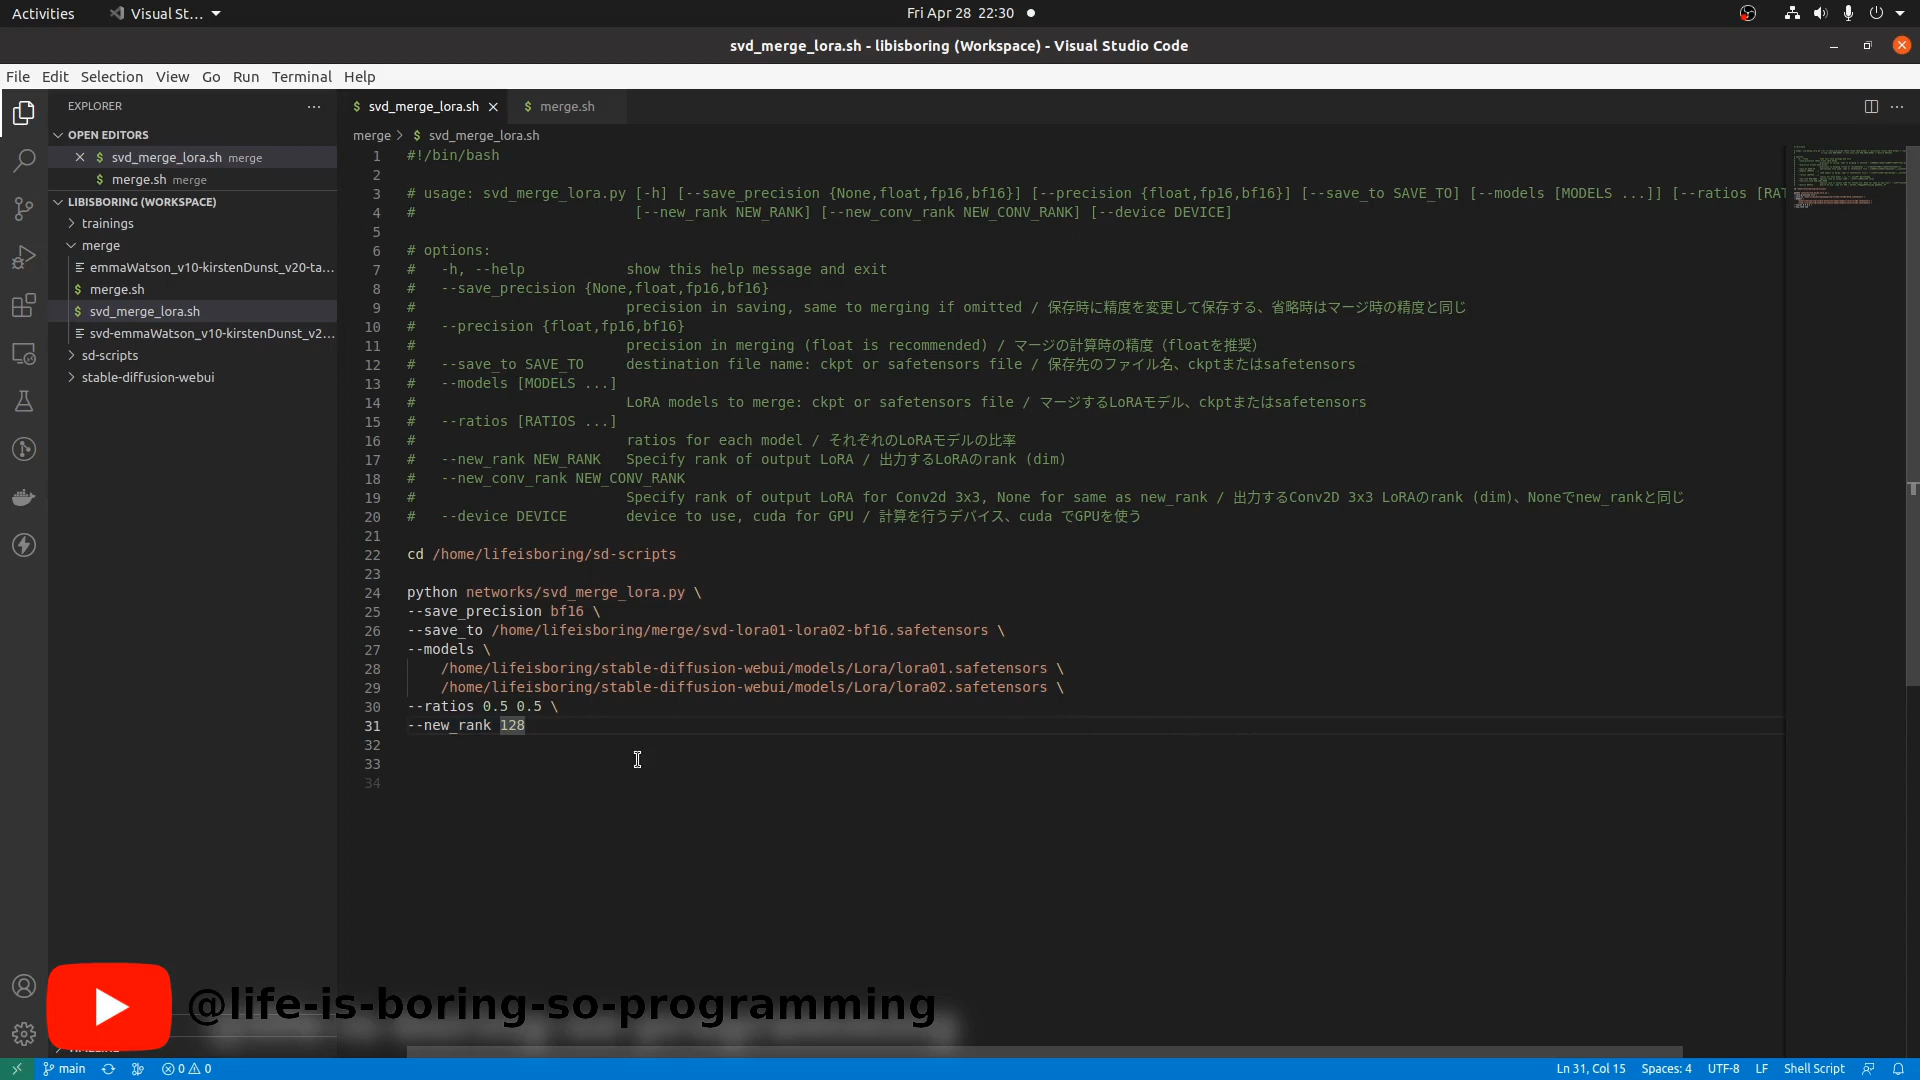 Activities
Visual St...
Fri Apr 28 22:30
svd_merge_lora.sh - libisboring (Workspace) - Visual Studio Code
File Edit Selection View Go Run Terminal Help
EXPLORER
OPEN EDITORS
$ svd_merge_lora.sh merge
$ merge.sh merge
LIBISBORING (WORKSPACE)
trainings
merge
emmaWatson_v10-kirstenDunst_v20-ta...
$ merge.sh
$ svd_merge_lora.sh
svd-emmaWatson_v10-kirstenDunst_v2...
sd-scripts
stable-diffusion-webui
$ svd_merge_lora.sh
$ merge.sh
merge > $ svd_merge_lora.sh
1 #!/bin/bash
2
3 # usage: svd_merge_lora.py [-h] [--save_precision {None,float,fp16,bf16}] [--precision {float,fp16,bf16}] [--save_to SAVE_TO] [--models [MODELS ...]] [--ratios [RAT
4 # [--new_rank NEW_RANK] [--new_conv_rank NEW_CONV_RANK] [--device DEVICE]
5
6 # options:
7 # -h, --help show this help message and exit
8 # --save_precision {None,float,fp16,bf16}
9 # precision in saving, same to merging if omitted / 保存時に精度を変更して保存する、省略時はマージ時の精度と同じ
10 # --precision {float,fp16,bf16}
11 # precision in merging (float is recommended) / マージの計算時の精度（floatを推奨）
12 # --save_to SAVE_TO destination file name: ckpt or safetensors file / 保存先のファイル名、ckptまたはsafetensors
13 # --models [MODELS ...]
14 # LoRA models to merge: ckpt or safetensors file / マージするLoRAモデル、ckptまたはsafetensors
15 # --ratios [RATIOS ...]
16 # ratios for each model / それぞれのLoRAモデルの比率
17 # --new_rank NEW_RANK Specify rank of output LoRA / 出力するLoRAのrank (dim)
18 # --new_conv_rank NEW_CONV_RANK
19 # Specify rank of output LoRA for Conv2d 3x3, None for same as new_rank / 出力するConv2D 3x3 LoRAのrank (dim)、Noneでnew_rankと同じ
20 # --device DEVICE device to use, cuda for GPU / 計算を行うデバイス、cuda でGPUを使う
21
22 cd /home/lifeisboring/sd-scripts
23
24 python networks/svd_merge_lora.py \
25 --save_precision bf16 \
26 --save_to /home/lifeisboring/merge/svd-lora01-lora02-bf16.safetensors \
27 --models \
28 /home/lifeisboring/stable-diffusion-webui/models/Lora/lora01.safetensors \
29 /home/lifeisboring/stable-diffusion-webui/models/Lora/lora02.safetensors \
30 --ratios 0.5 0.5 \
31 --new_rank 128
32
33
34
@life-is-boring-so-programming
main
0 0
Ln 31, Col 15
Spaces: 4
UTF-8
LF
Shell Script